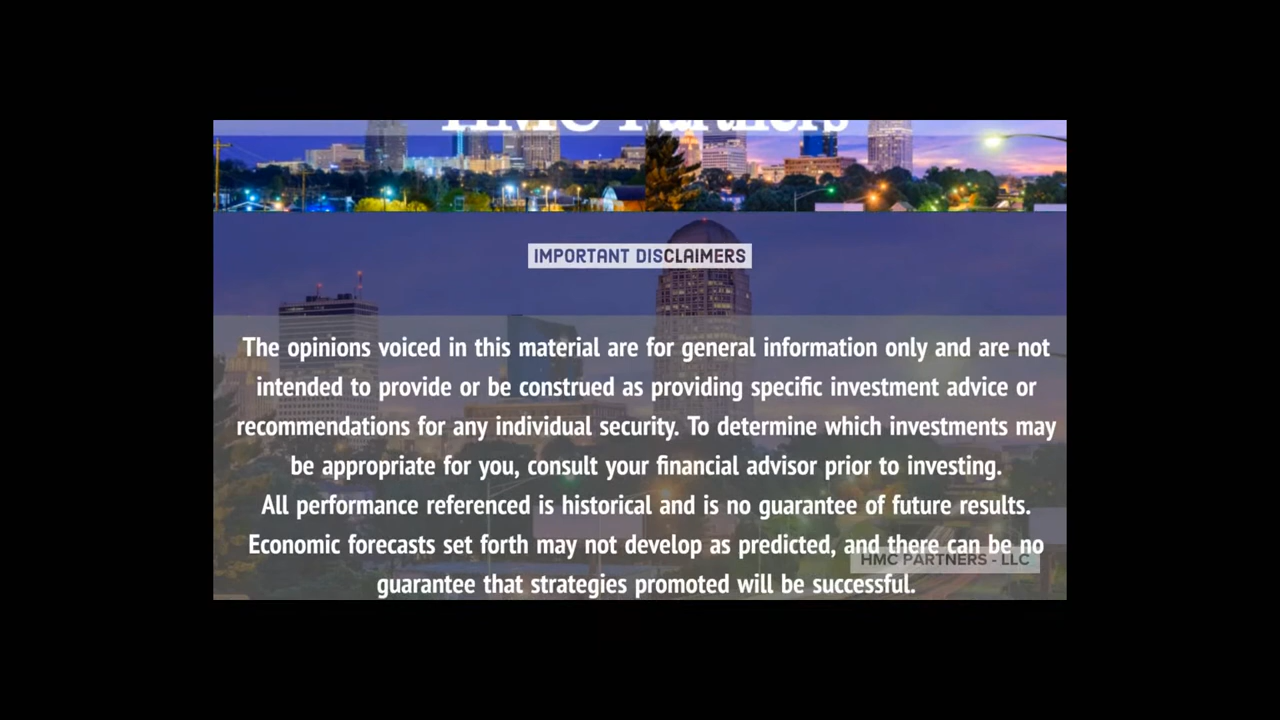 HMC Partners
IMPORTANT DISCLAIMERS
The opinions voiced in this material are for general information only and are not
intended to provide or be construed as providing specific investment advice or
recommendations for any individual security. To determine which investments may
be appropriate for you, consult your financial advisor prior to investing.
All performance referenced is historical and is no guarantee of future results.
Economic forecasts set forth may not develop as predicted, and there can be no
HMC PARTNERS - LLC
guarantee that strategies promoted will be successful.